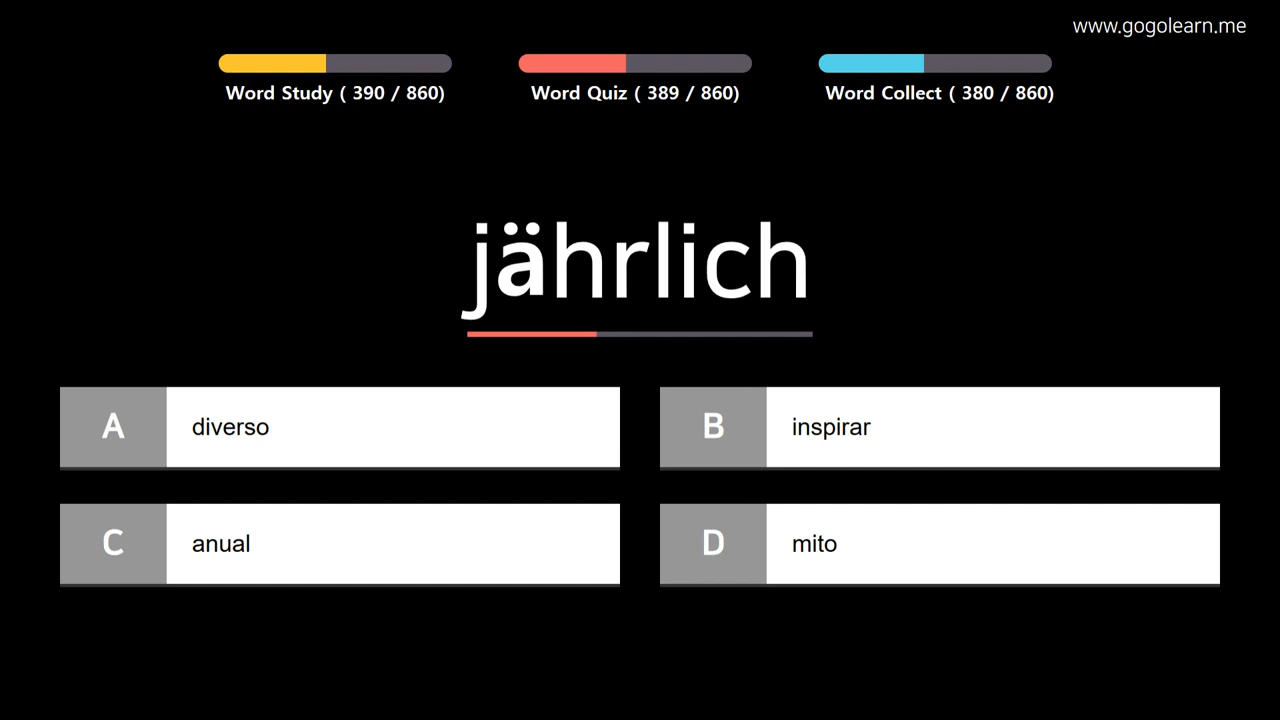 www.gogolearn.me
Word Study ( 390 / 860)
Word Quiz ( 389 / 860)
Word Collect ( 380 / 860)
jährlich
A diverso
B inspirar
C anual
D mito